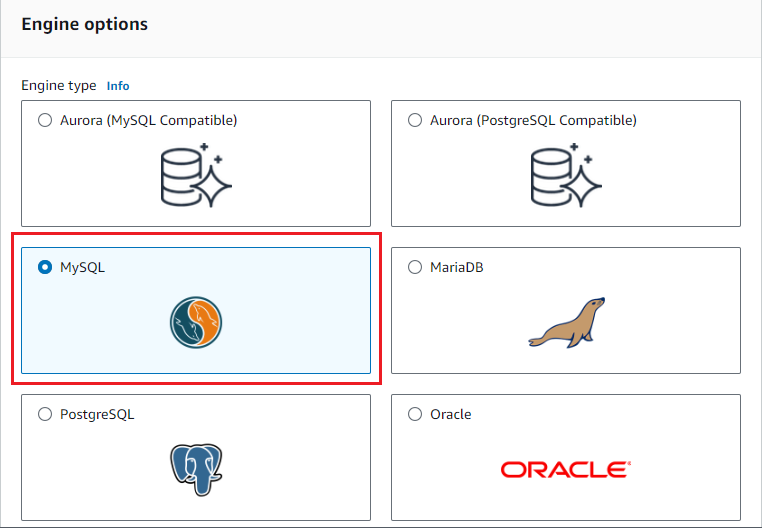 Engine options
Engine type Info
Aurora (MySQL Compatible)
Aurora (PostgreSQL Compatible)
MySQL
MariaDB
PostgreSQL
Oracle
ORACLE